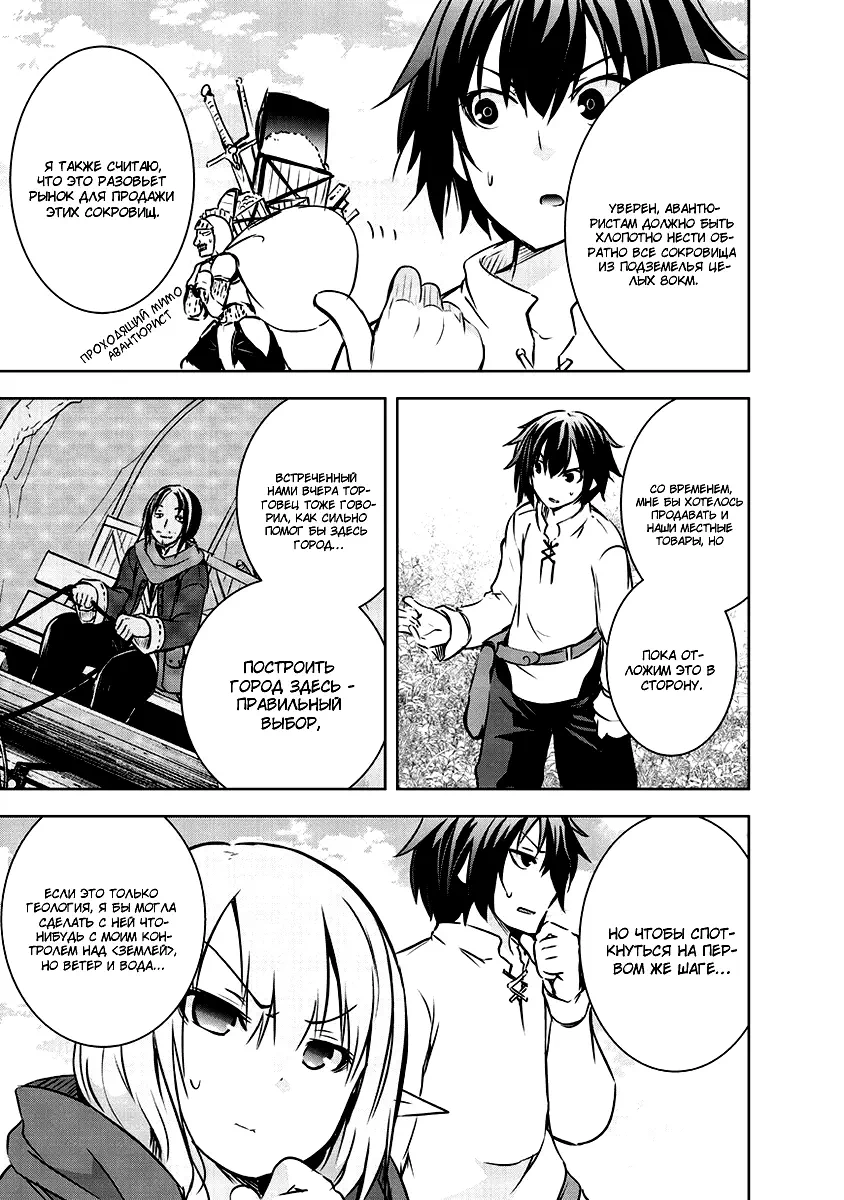 УВЕРЕН, АВАНТЮ-
РИСТАМ ДОЛЖНО БЫТЬ
ХЛОПОТНО НЕСТИ ОБ-
РАТНО ВСЕ СОКРОВИЩА
ИЗ ПОДЗЕМЕЛЬЯ ЦЕ-
ЛЫХ 80КМ.
Я ТАКЖЕ СЧИТАЮ,
ЧТО ЭТО РАЗОВЬЕТ
РЫНОК ДЛЯ ПРОДАЖИ
ЭТИХ СОКРОВИЩ.
ПРОХОДЯЩИЙ МИМО
АВАНТЮРИСТ
СО ВРЕМЕНЕМ,
МНЕ БЫ ХОТЕЛОСЬ
ПРОДАВАТЬ И
НАШИ МЕСТНЫЕ
ТОВАРЫ, НО
ПОКА ОТ-
ЛОЖИМ ЭТО В
СТОРОНУ.
ВСТРЕЧЕННЫЙ
НАМИ ВЧЕРА ТОР-
ГОВЕЦ ТОЖЕ ГОВО-
РИЛ, КАК СИЛЬНО
ПОМОГ БЫ ЗДЕСЬ
ГОРОД...
ПОСТРОИТЬ
ГОРОД ЗДЕСЬ -
ПРАВИЛЬНЫЙ
ВЫБОР,
НО ЧТОБЫ СПОТ-
КНУТЬСЯ НА ПЕР-
ВОМ ЖЕ ШАГЕ...
ЕСЛИ ЭТО ТОЛЬКО
ГЕОЛОГИЯ, Я БЫ МОГЛА
СДЕЛАТЬ С НЕЙ ЧТО-
НИБУДЬ С МОИМ КОН-
ТРОЛЕМ НАД <ЗЕМЛЕЙ>,
НО ВЕТЕР И ВОДА...